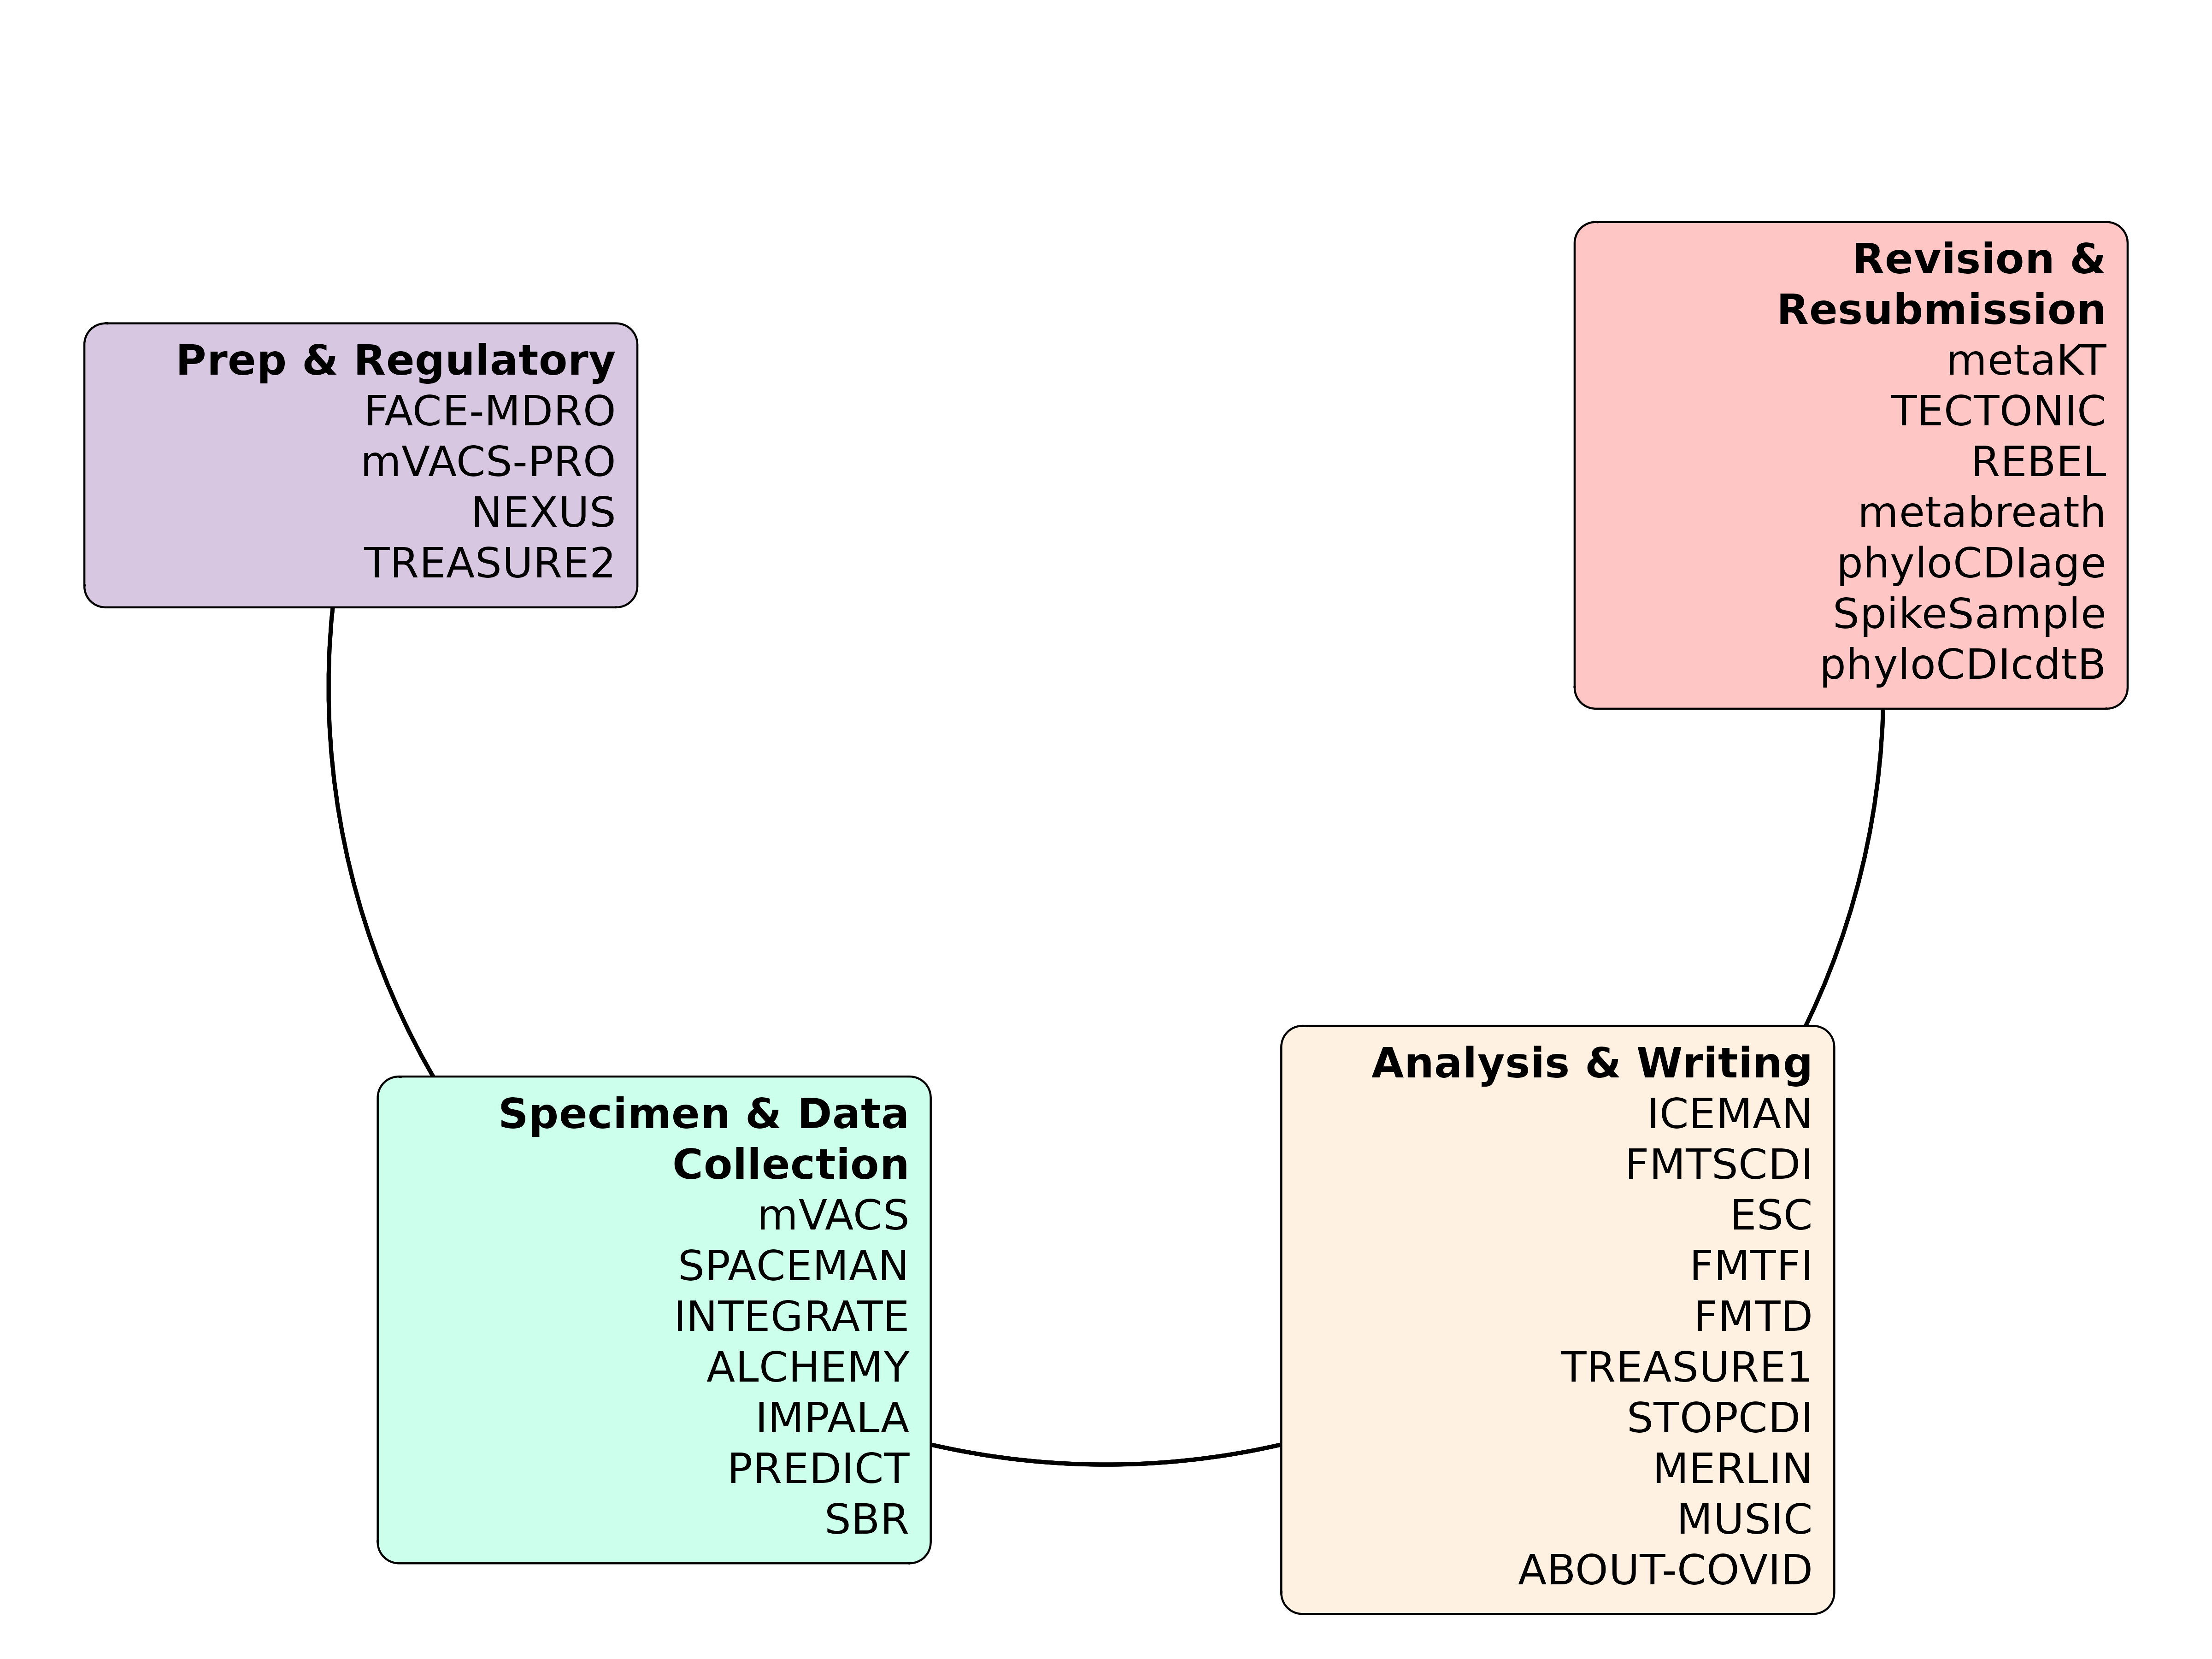 Prep & Regulatory
FACE-MDRO
mVACS-PRO
NEXUS
TREASURE2
Specimen & Data
Collection
mVACS
SPACEMAN
INTEGRATE
ALCHEMY
IMPALA
PREDICT
SBR
Analysis & Writing
ICEMAN
FMTSCDI
ESC
FMTFI
FMTD
TREASURE1
STOPCDI
MERLIN
MUSIC
ABOUT-COVID
Revision &
Resubmission
metaKT
TECTONIC
REBEL
metabreath
phyloCDIage
SpikeSample
phyloCDIcdtB